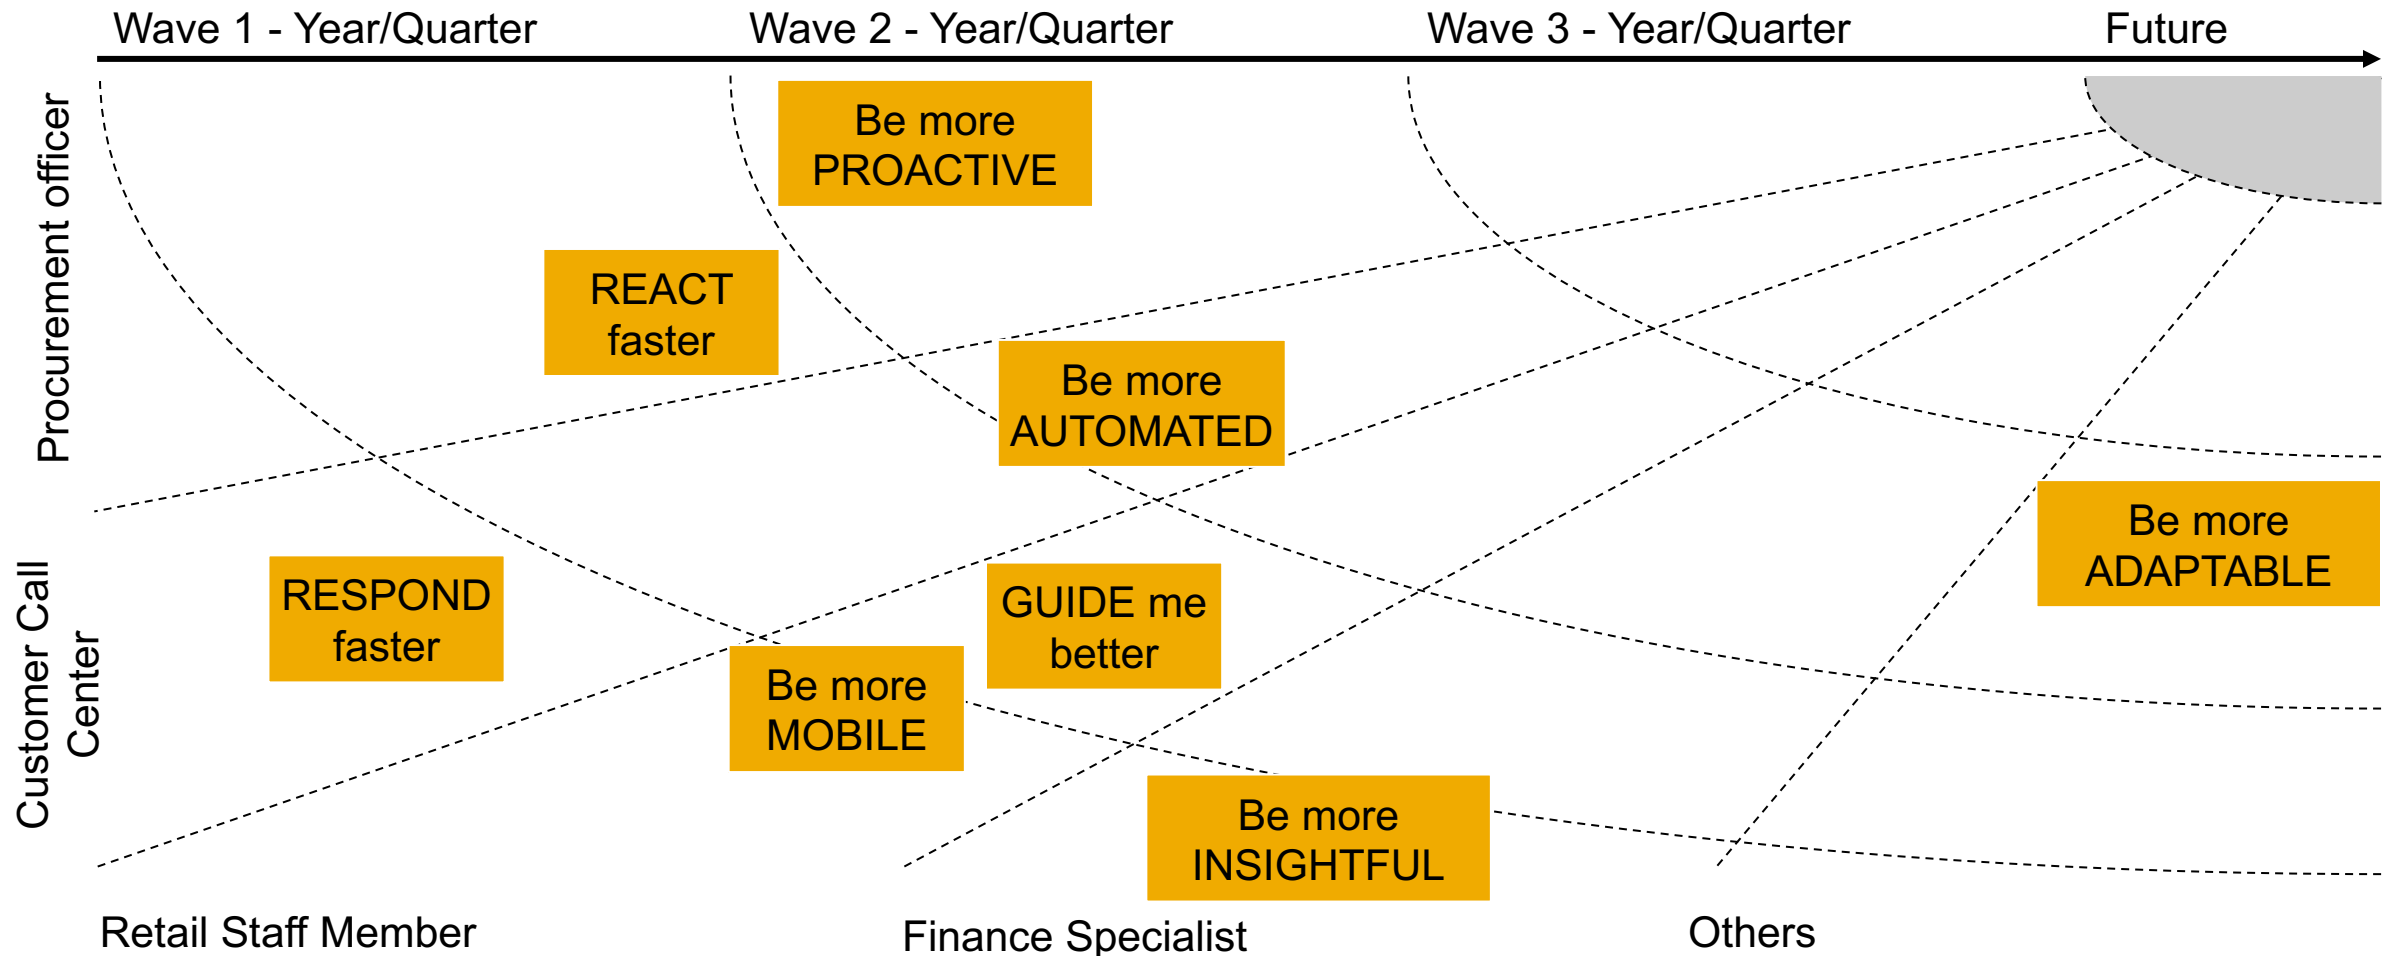 Wave 1 - Year/Quarter
Wave 2 - Year/Quarter
Wave 3 - Year/Quarter
Future
Procurement officer
Be more
PROACTIVE
REACT
faster
Be more
AUTOMATED
Customer Call
Center
RESPOND
faster
GUIDE me
better
Be more
ADAPTABLE
Be more
MOBILE
Be more
INSIGHTFUL
Retail Staff Member
Finance Specialist
Others